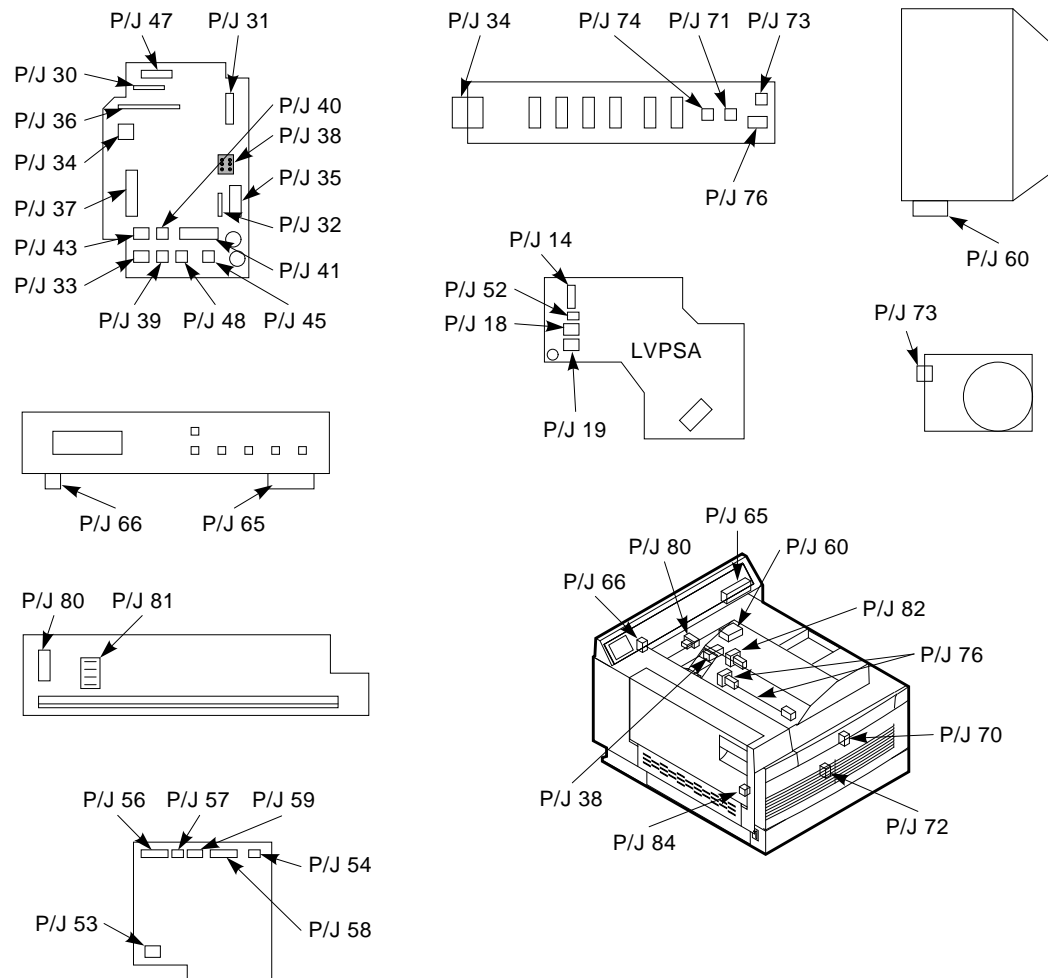 P/J 47
P/J 31
P/J 30
P/J 36
P/J 40
P/J 34
P/J 38
P/J 35
P/J 37
P/J 32
P/J 43
P/J 41
P/J 33
P/J 39
P/J 48
P/J 45
P/J 34
P/J 74
P/J 71
P/J 73
P/J 76
P/J 60
P/J 14
P/J 52
P/J 18
LVPSA
P/J 19
P/J 73
P/J 66
P/J 65
P/J 80
P/J 81
P/J 65
P/J 80
P/J 60
P/J 66
P/J 82
P/J 76
P/J 70
P/J 38
P/J 72
P/J 84
P/J 56
P/J 57
P/J 59
P/J 54
P/J 58
P/J 53